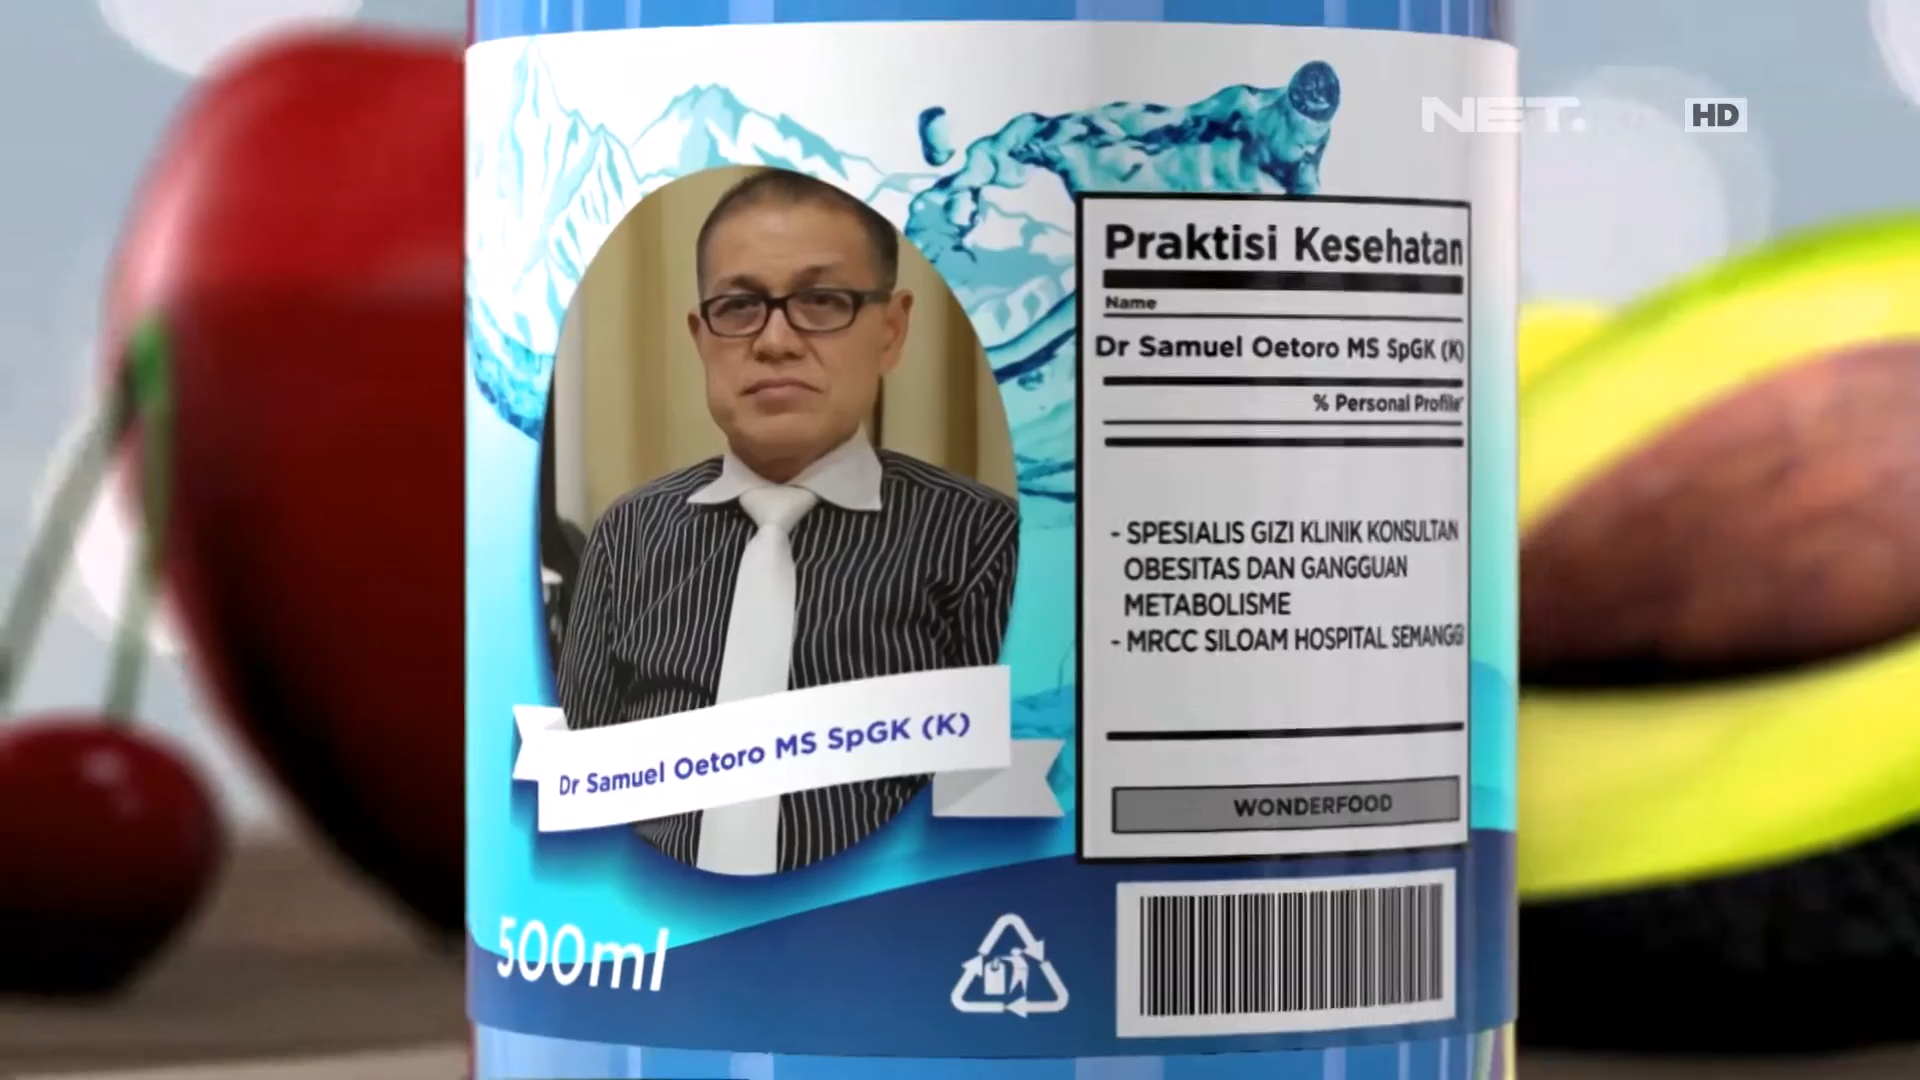 NET. HD
Praktisi Kesehatan
Name
Dr Samuel Oetoro MS SpGK (K)
% Personal Profile*
- SPESIALIS GIZI KLINIK KONSULTAN
OBESITAS DAN GANGGUAN
METABOLISME
- MRCC SILOAM HOSPITAL SEMANGGI
WONDERFOOD
Dr Samuel Oetoro MS SpGK (K)
500ml